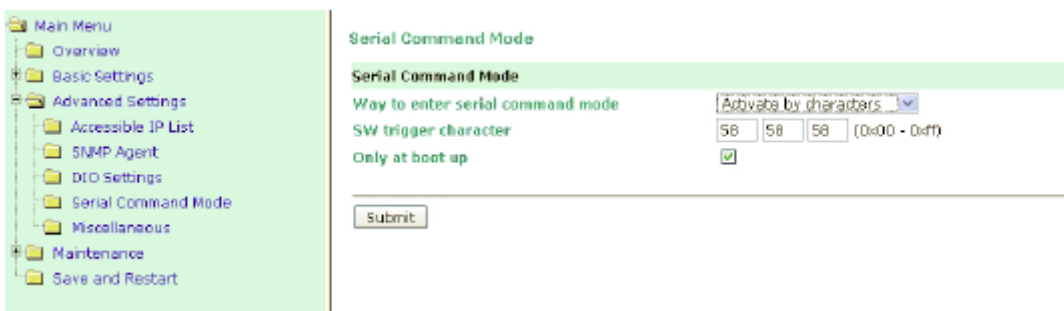 Main Menu
Overview
Basic Settings
Advanced Settings
Accessible IP List
SNMP Agent
DIO Settings
Serial Command Mode
Miscellaneous
Maintenance
Save and Restart
Serial Command Mode
Serial Command Mode
Way to enter serial command mode Activate by characters
SW trigger character 58 58 58 (0x00 - 0xff)
Only at boot up
Submit